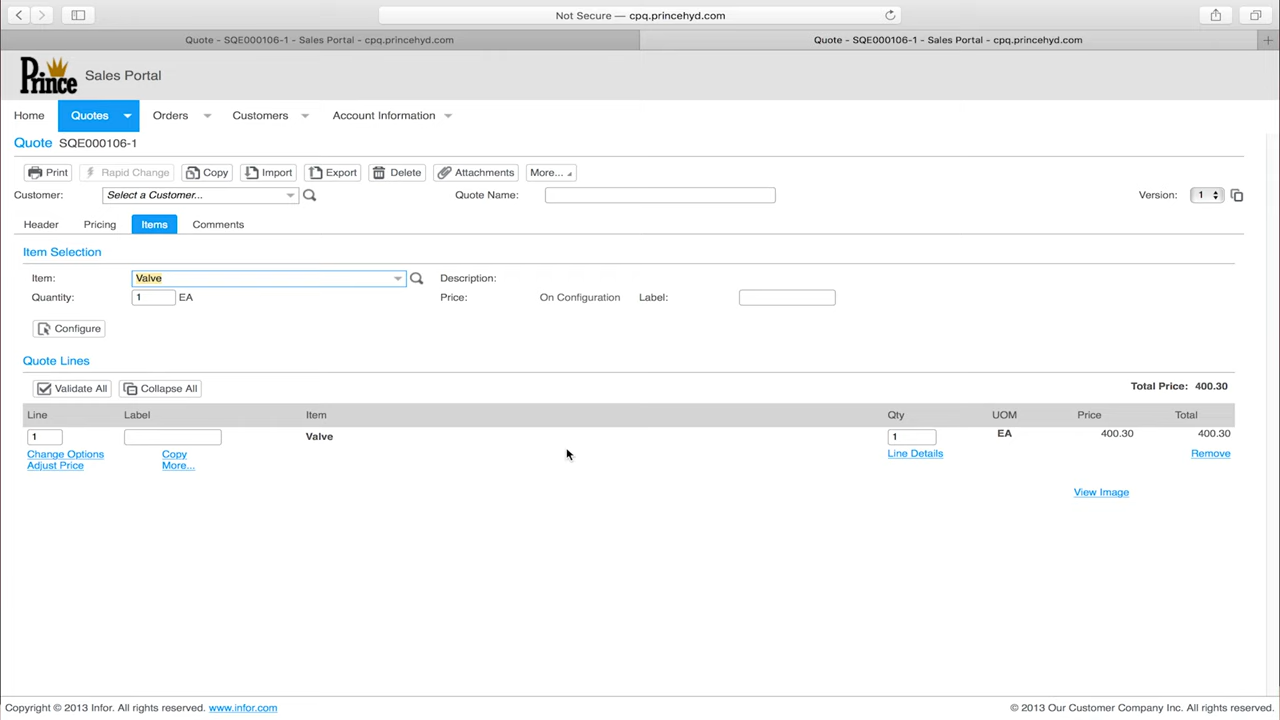 Not Secure — cpq.princehyd.com
Quote - SQE000106-1 - Sales Portal - cpq.princehyd.com
Quote - SQE000106-1 - Sales Portal - cpq.princehyd.com
Prince Sales Portal
Home Quotes Orders Customers Account Information
Quote SQE000106-1
Print Rapid Change Copy Import Export Delete Attachments More...
Customer: Select a Customer... Quote Name: Version: 1
Header Pricing Items Comments
Item Selection
Item: Valve Description:
Quantity: 1 EA Price: On Configuration Label:
Configure
Quote Lines
Validate All Collapse All Total Price: 400.30
Line Label Item Qty UOM Price Total
1 Valve 1 EA 400.30 400.30
Change Options Copy Line Details Remove
Adjust Price More...
View Image
Copyright © 2013 Infor. All rights reserved. www.infor.com © 2013 Our Customer Company Inc. All rights reserved.